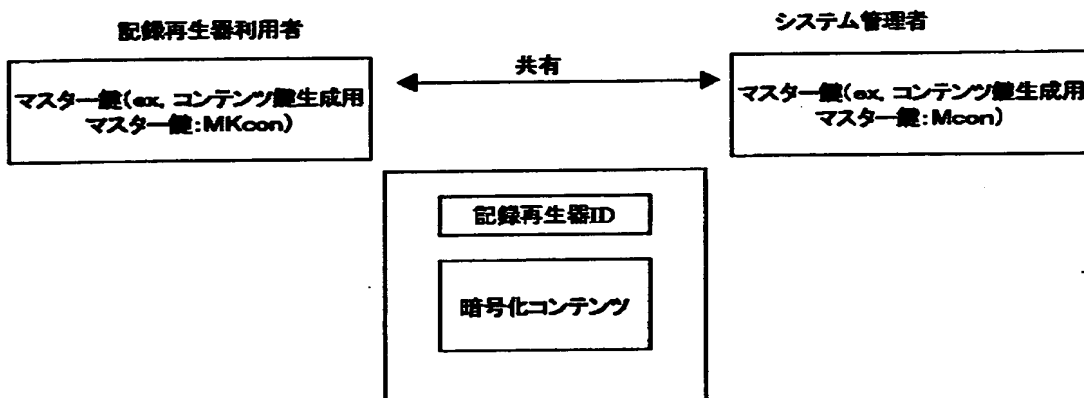 記録再生器利用者
システム管理者
共有
マスター鍵(ex, コンテンツ鍵生成用
マスター鍵:MKcon)
マスター鍵(ex, コンテンツ鍵生成用
マスター鍵:Mcon)
記録再生器ID
暗号化コンテンツ